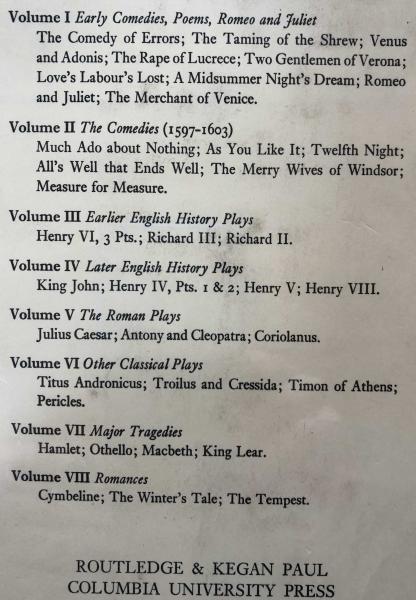 Volume I Early Comedies, Poems, Romeo and Juliet
The Comedy of Errors; The Taming of the Shrew; Venus
and Adonis; The Rape of Lucrece; Two Gentlemen of Verona;
Love's Labour's Lost; A Midsummer Night's Dream; Romeo
and Juliet; The Merchant of Venice.
Volume II The Comedies (1597-1603)
Much Ado about Nothing; As You Like It; Twelfth Night;
All's Well that Ends Well; The Merry Wives of Windsor;
Measure for Measure.
Volume III Earlier English History Plays
Henry VI, 3 Pts.; Richard III; Richard II.
Volume IV Later English History Plays
King John; Henry IV, Pts. 1 & 2; Henry V; Henry VIII.
Volume V The Roman Plays
Julius Caesar; Antony and Cleopatra; Coriolanus.
Volume VI Other Classical Plays
Titus Andronicus; Troilus and Cressida; Timon of Athens;
Pericles.
Volume VII Major Tragedies
Hamlet; Othello; Macbeth; King Lear.
Volume VIII Romances
Cymbeline; The Winter's Tale; The Tempest.
ROUTLEDGE & KEGAN PAUL
COLUMBIA UNIVERSITY PRESS